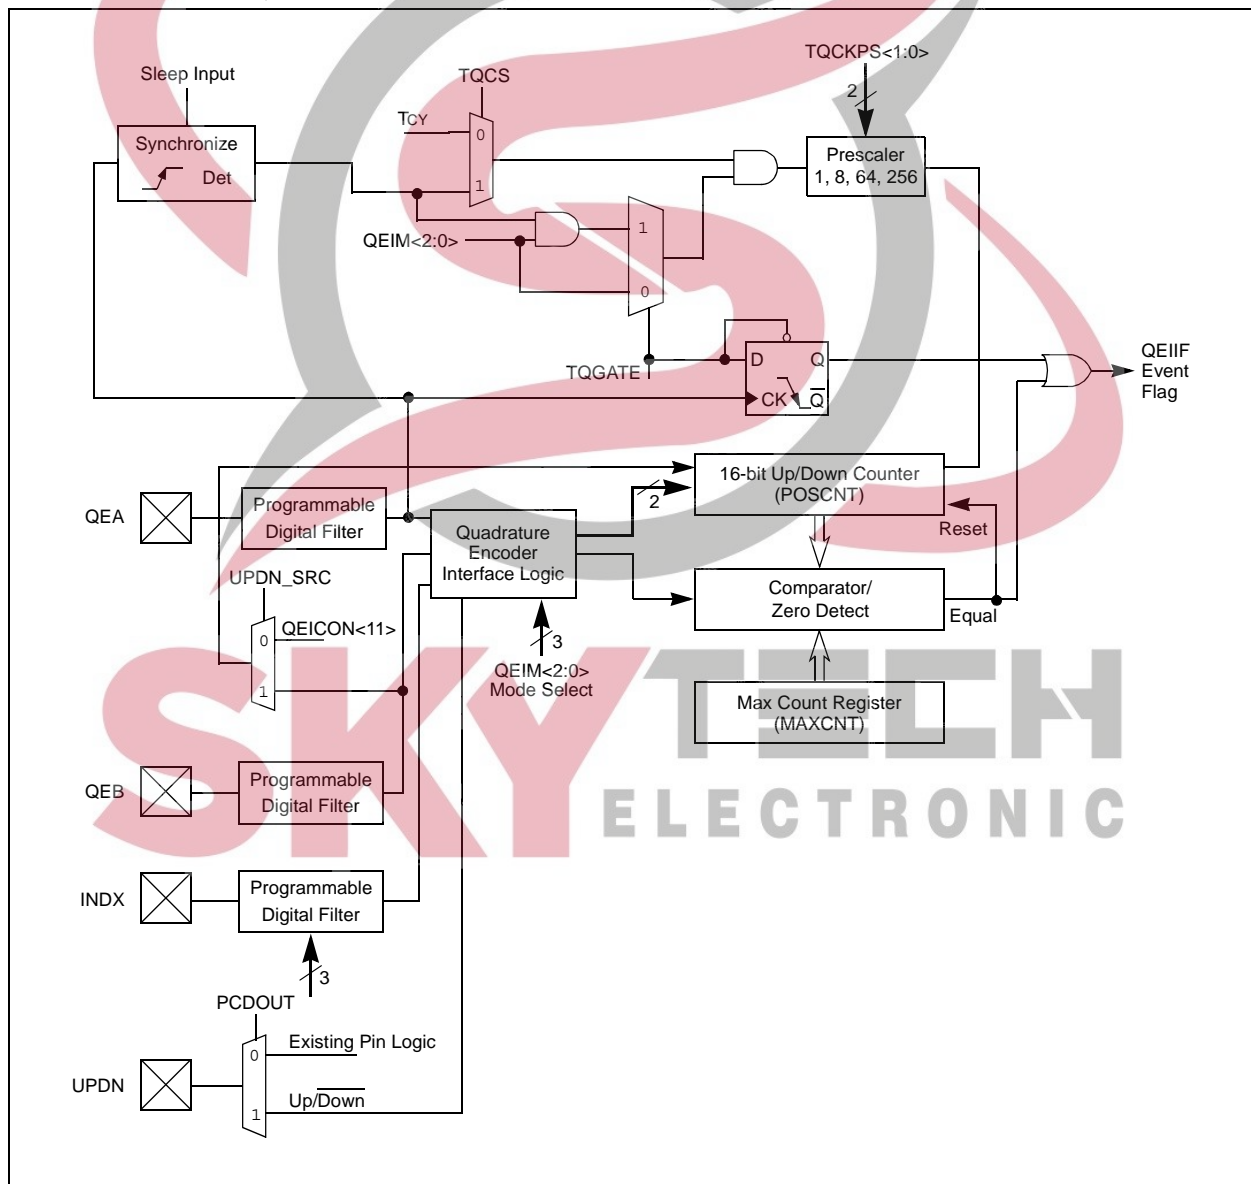 TQCKPS<1:0>
Sleep Input
TQCS
2
TCY
0
Synchronize
Det
Prescaler
1, 8, 64, 256
1
QEIM<2:0>
1
0
TQGATE
D Q
CK Q
QEIIF
Event
Flag
16-bit Up/Down Counter
(POSCNT)
2
Reset
QEA
Programmable
Digital Filter
Quadrature
Encoder
Interface Logic
UPDN_SRC
Comparator/
Zero Detect
Equal
0
QEICON<11>
3
1
QEIM<2:0>
Mode Select
Max Count Register
(MAXCNT)
SKYTECH
ELECTRONIC
QEB
Programmable
Digital Filter
INDX
Programmable
Digital Filter
3
PCDOUT
Existing Pin Logic
0
UPDN
Up/Down
1